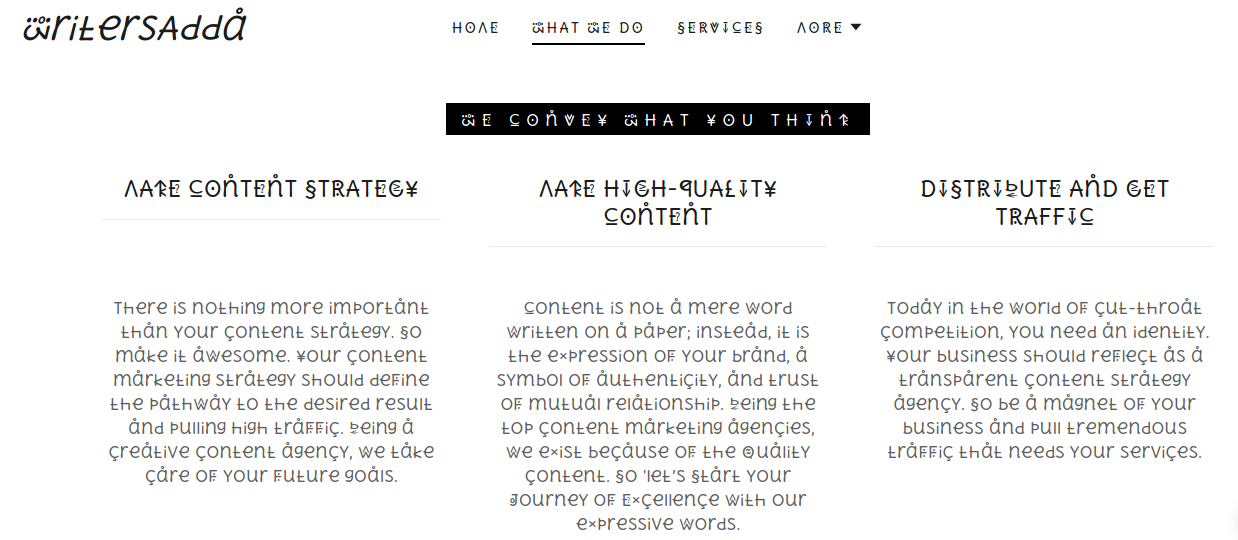 WritersAdda
HOME WHAT WE DO SERVICES MORE
WE CONVEY WHAT YOU THINK
MAKE CONTENT STRATEGY
There is nothing more important
than your content strategy. So
make it awesome. Your content
marketing strategy should define
the pathway to the desired result
and pulling high traffic. Being a
creative content agency, we take
care of your future goals.
MAKE HIGH-QUALITY
CONTENT
Content is not a mere word
written on a paper; instead, it is
the expression of your brand, a
symbol of authenticity, and trust
of mutual relationship. Being the
top content marketing agencies,
we exist because of the Quality
content. So 'let's Start your
Journey of Excellence with our
expressive words.
DISTRIBUTE AND GET
TRAFFIC
Today in the world of cut-throat
competition, you need an identity.
Your business should reflect as a
transparent content strategy
agency. So be a magnet of your
business and pull tremendous
traffic that needs your services.